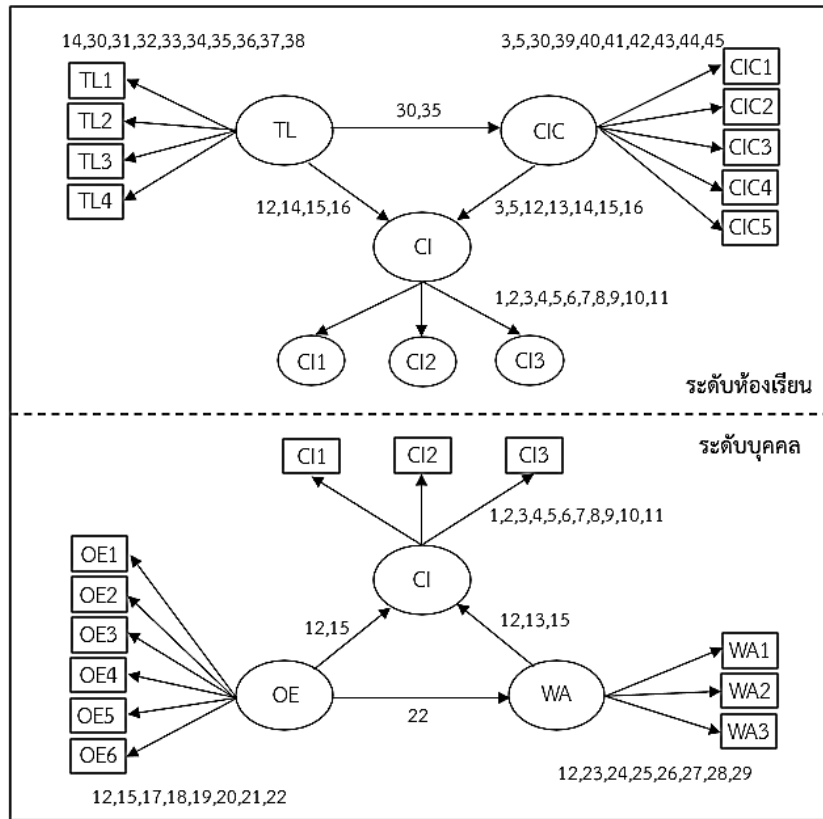 14,30,31,32,33,34,35,36,37,38
3,5,30,39,40,41,42,43,44,45
TL1
TL2
TL3
TL4
TL
30,35
CIC
CIC1
CIC2
CIC3
CIC4
CIC5
12,14,15,16
3,5,12,13,14,15,16
CI
1,2,3,4,5,6,7,8,9,10,11
CI1
CI2
CI3
ระดับห้องเรียน
ระดับบุคคล
CI1
CI2
CI3
1,2,3,4,5,6,7,8,9,10,11
CI
OE1
OE2
OE3
OE4
OE5
OE6
12,15
12,13,15
OE
22
WA
WA1
WA2
WA3
12,15,17,18,19,20,21,22
12,23,24,25,26,27,28,29